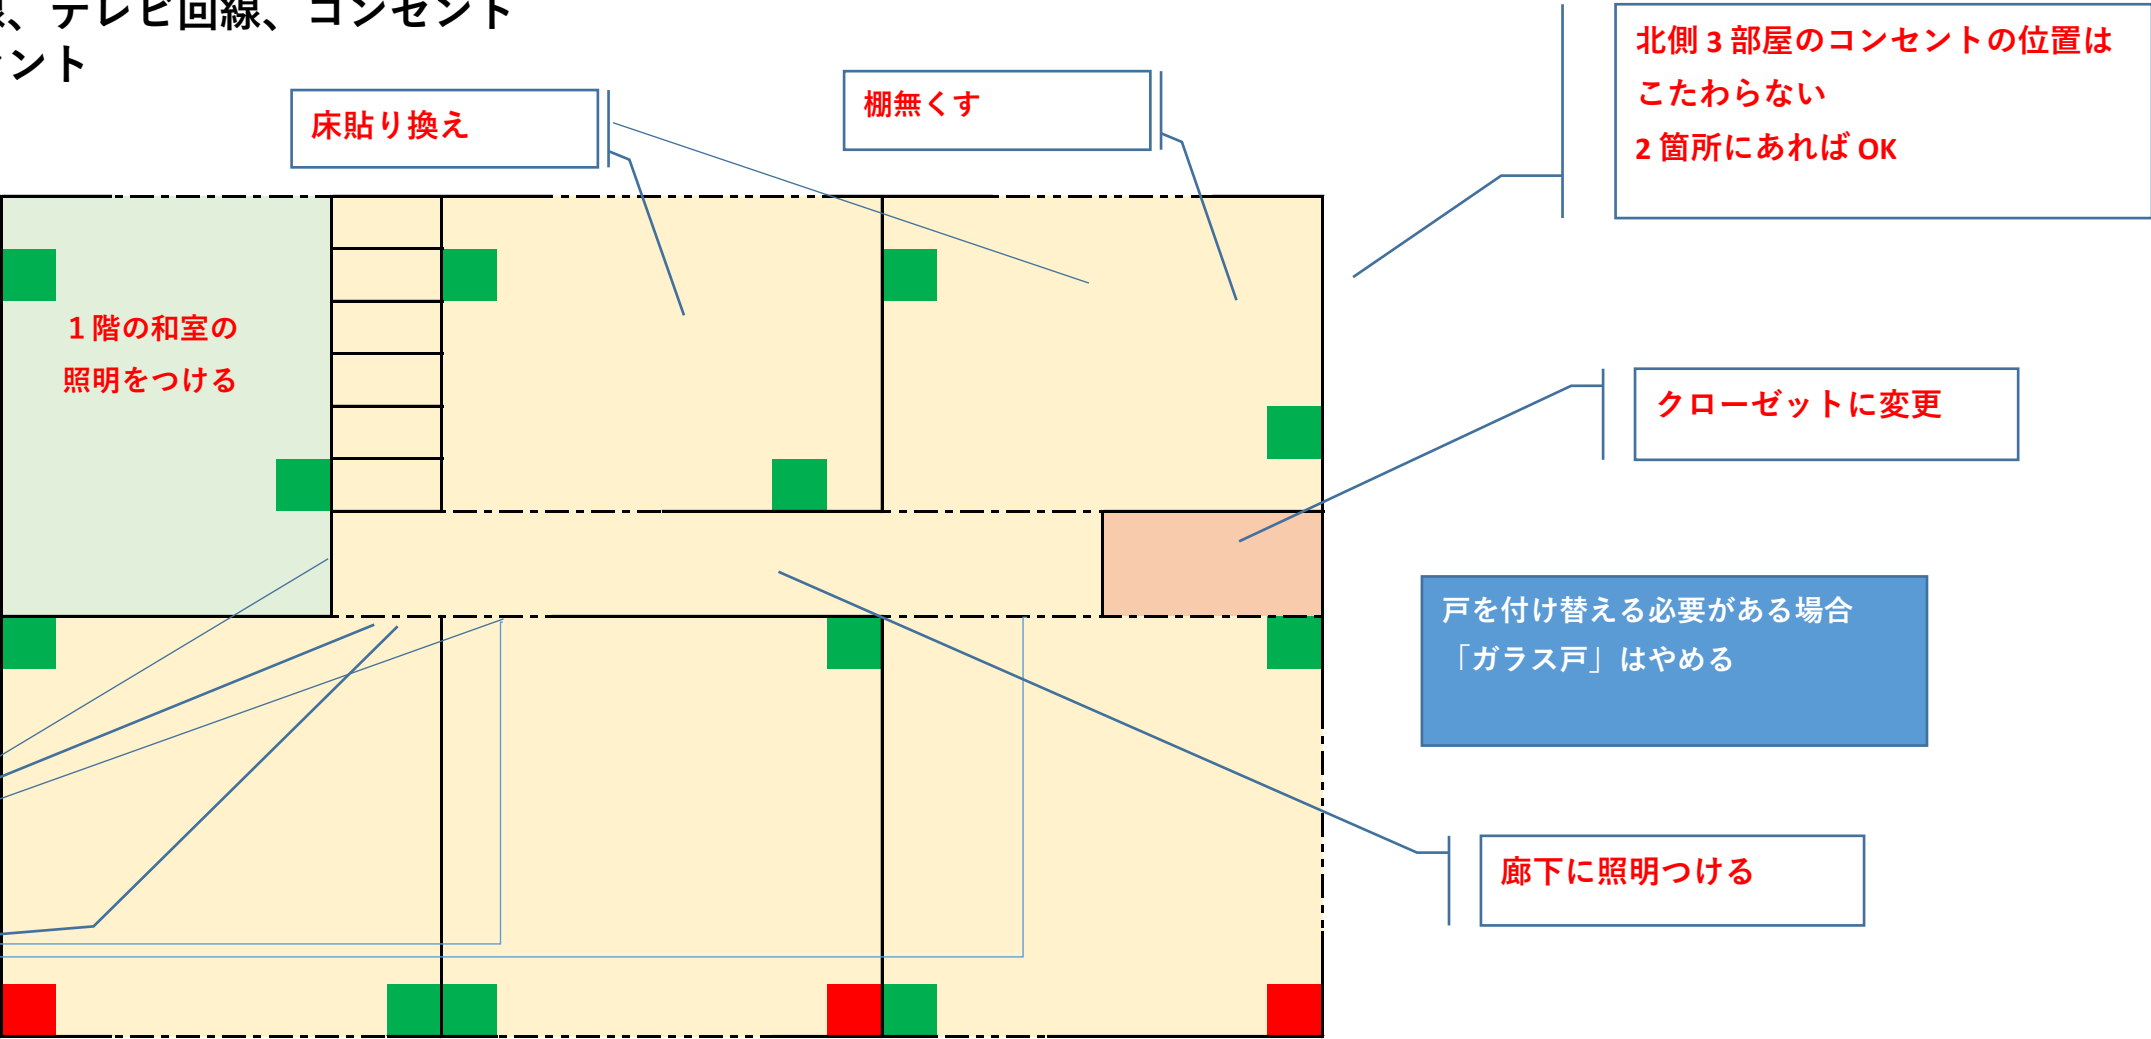 、テレビ回線、コンセント
ント
床貼り換え
棚無くす
北側 3 部屋のコンセントの位置は
こたわらない
2 箇所にあれば OK
１階の和室の
照明をつける
クローゼットに変更
戸を付け替える必要がある場合
「ガラス戸」はやめる
廊下に照明つける